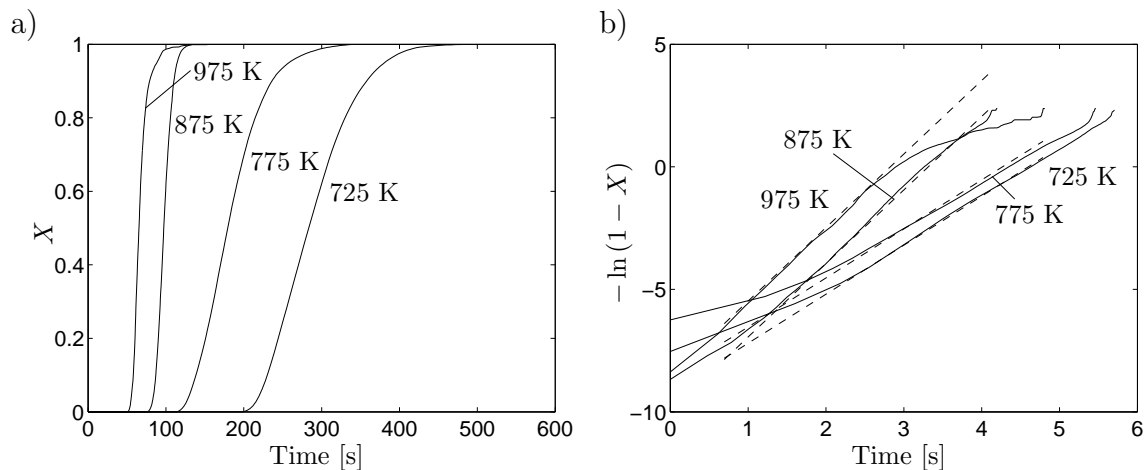 a)
1
0.8
0.6
0.4
0.2
0
X
975 K
875 K
775 K
725 K
0 100 200 300 400 500 600
Time [s]
b)
5
0
−5
−10
− ln (1 − X)
875 K
975 K
725 K
775 K
0 1 2 3 4 5 6
Time [s]